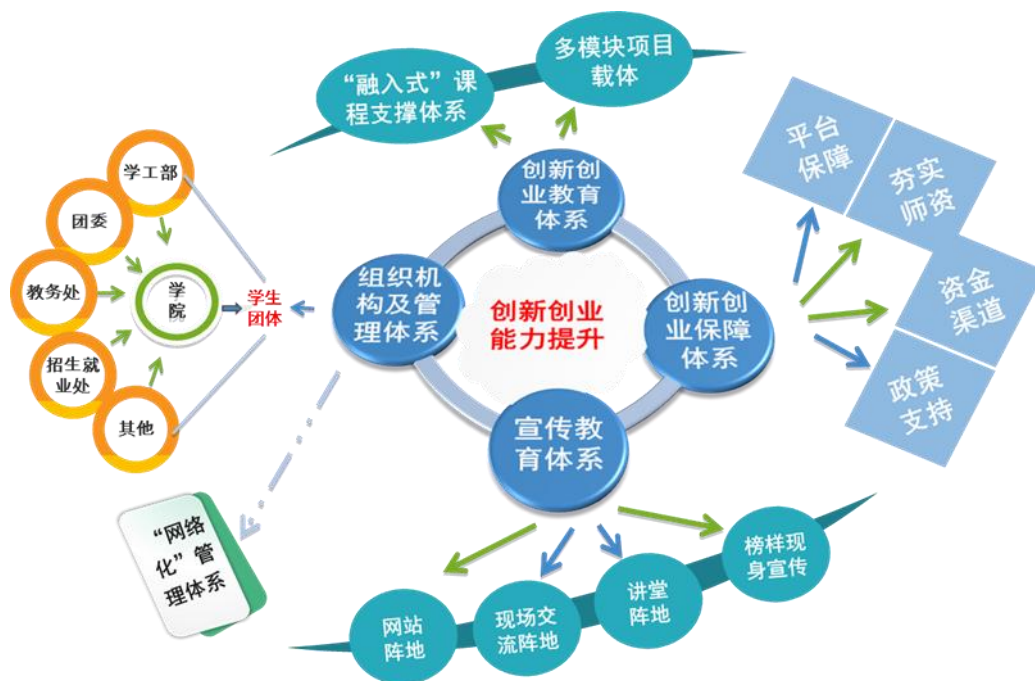 多模块项目
载体
“融入式”课
程支撑体系
平台
保障
夯实
师资
资金
渠道
政策
支持
创新创
业教育
体系
组织机
构及管
理体系
创新创业
能力提升
创新创
业保障
体系
宣传教
育体系
学工部
团委
教务处
招生就
业处
其他
学
院
学生
团体
“网络
化”管
理体系
网站
阵地
现场交
流阵地
讲堂
阵地
榜样现
身宣传